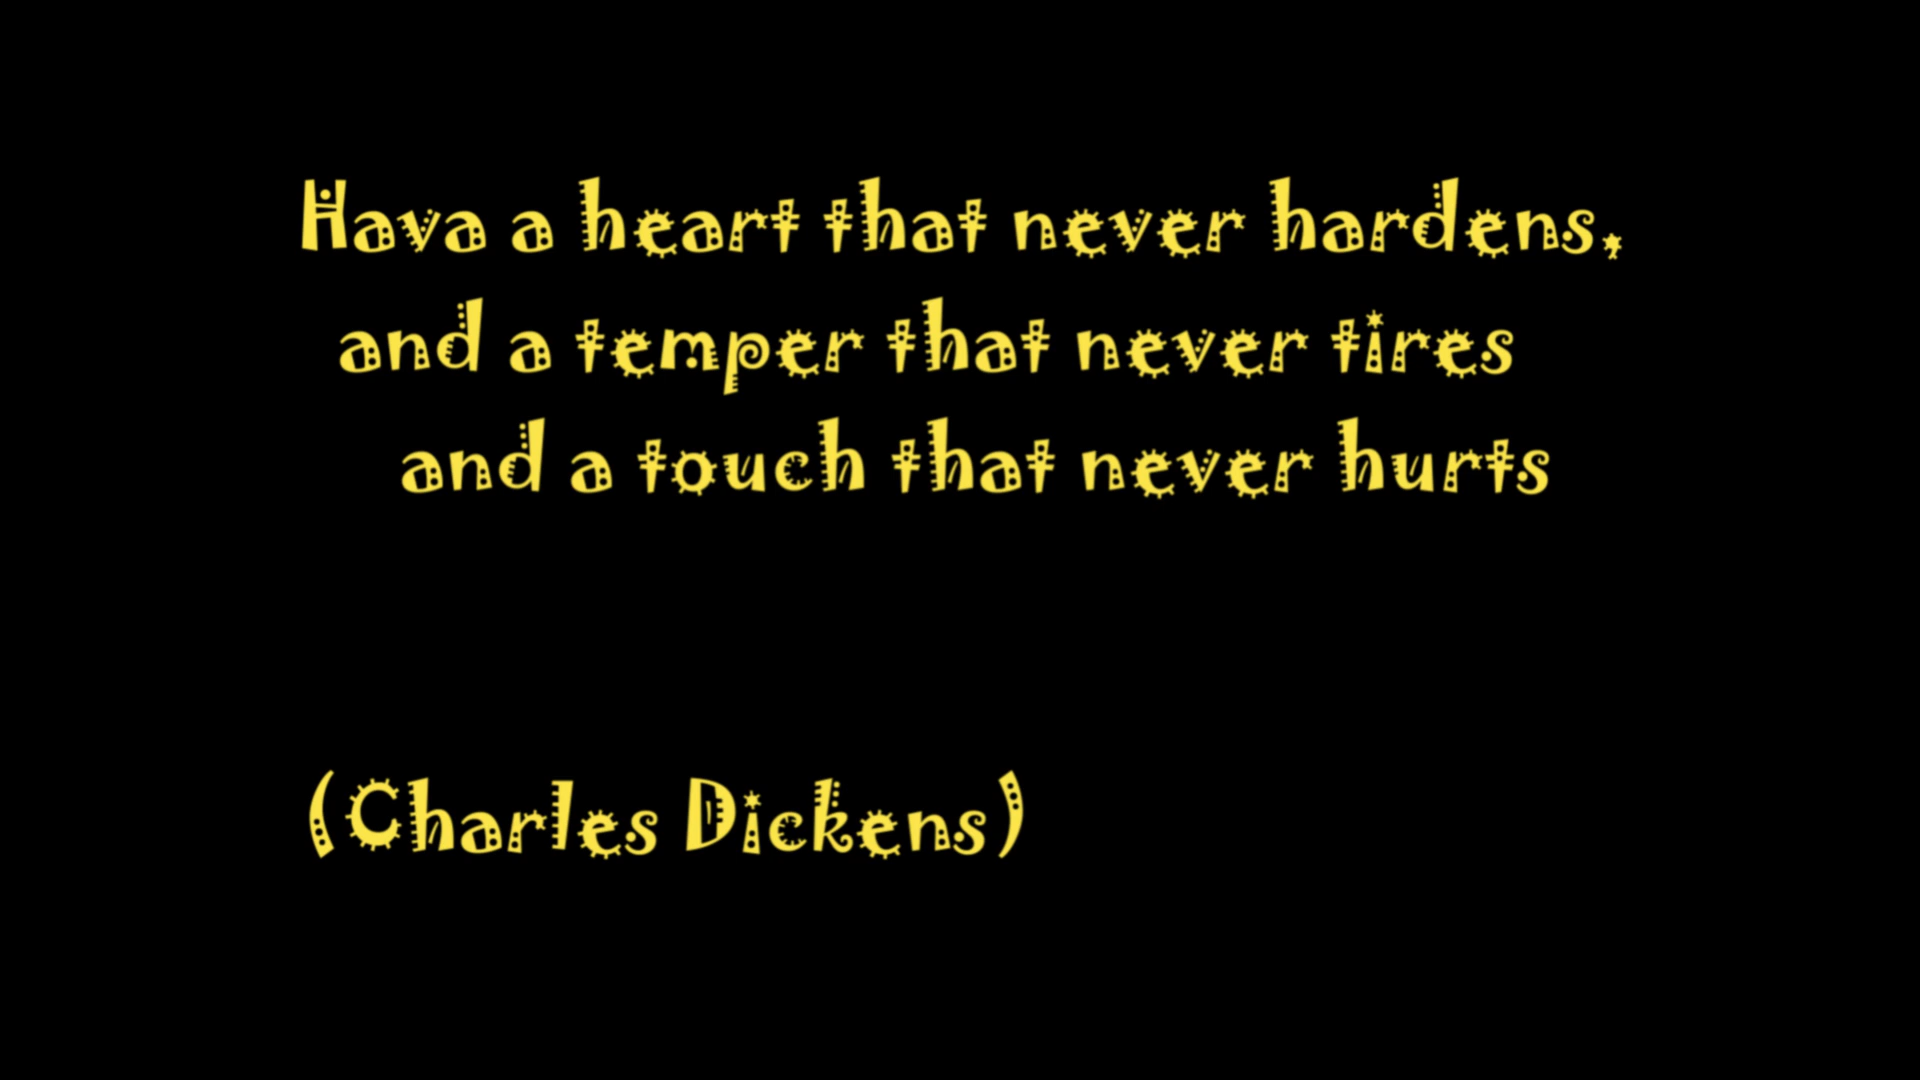 Hava a heart that never hardens,
and a temper that never tires
and a touch that never hurts
(Charles Dickens)